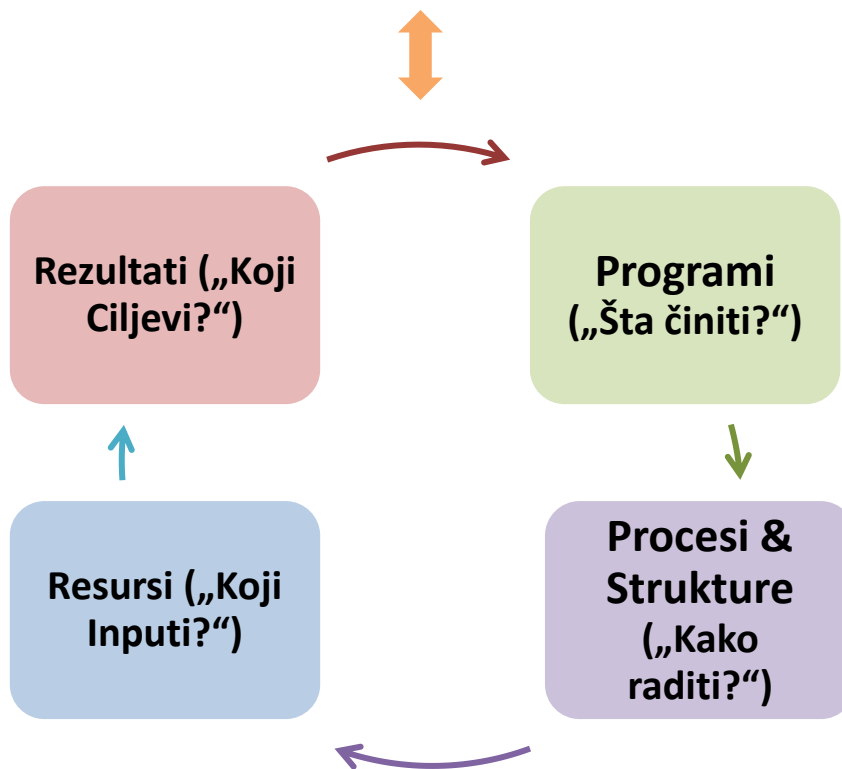 Rezultati („Koji
Ciljevi?“)
Programi
(„Šta činiti?“)
Resursi („Koji
Inputi?“)
Procesi &
Strukture
(„Kako
raditi?“)